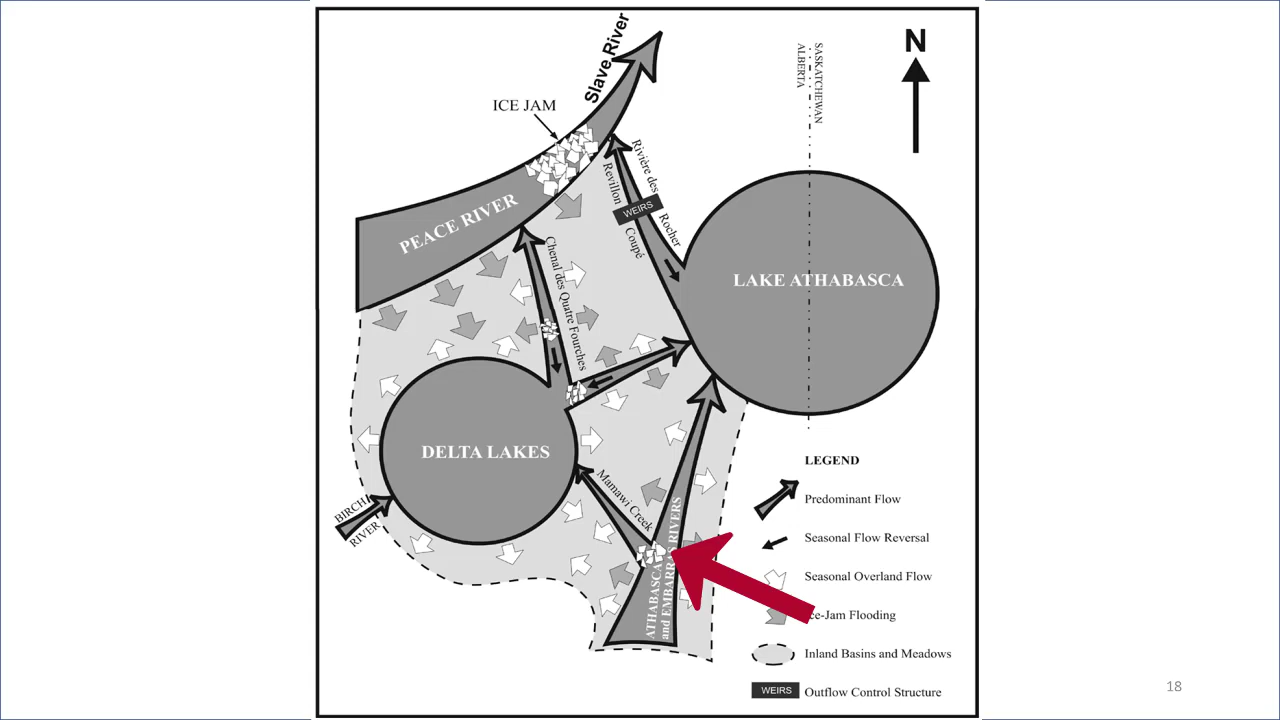 Slave River
N
SASKATCHEWAN
ALBERTA
ICE JAM
PEACE RIVER
Rivière des
Rocher
Revillon
Coupé
WEIRS
Chenal des Quatre Fourches
LAKE ATHABASCA
DELTA LAKES
BIRCH
RIVER
Mamawi Creek
ATHABASCA
and EMBARRAS RIVERS
LEGEND
Predominant Flow
Seasonal Flow Reversal
Seasonal Overland Flow
ce-Jam Flooding
Inland Basins and Meadows
WEIRS Outflow Control Structure
18